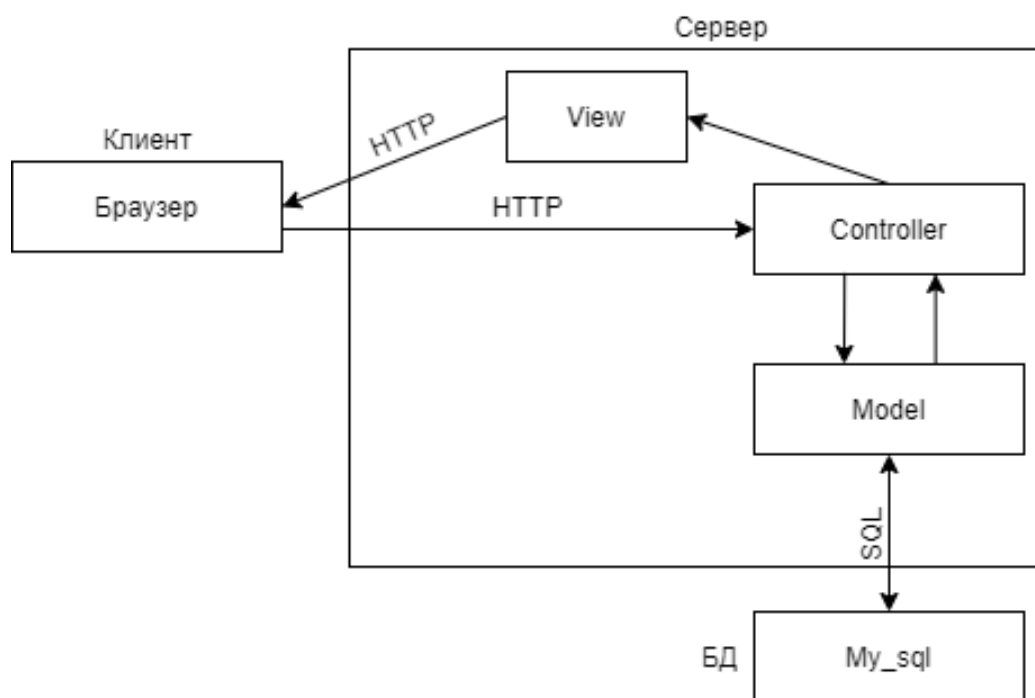 Сервер
View
HTTP
Клиент
Браузер
HTTP
Controller
Model
SQL
БД
My_sql